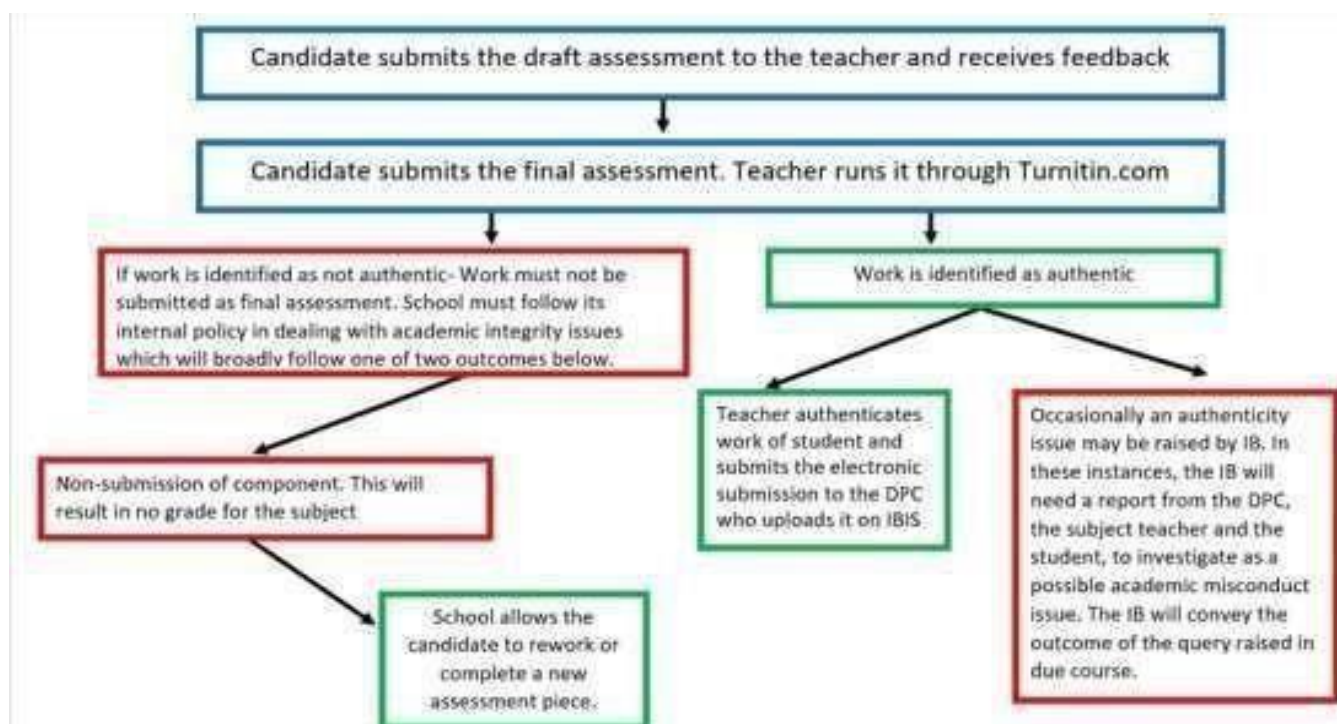 Candidate submits the draft assessment to the teacher and receives feedback
Candidate submits the final assessment. Teacher runs it through Turnitin.com
If work is identified as not authentic- Work must not be
submitted as final assessment. School must follow its
internal policy in dealing with academic integrity issues
which will broadly follow one of two outcomes below.
Work is identified as authentic
Non-submission of component. This will
result in no grade for the subject
School allows the
candidate to rework or
complete a new
assessment piece.
Teacher authenticates
work of student and
submits the electronic
submission to the DPC
who uploads it on IBIS
Occasionally an authenticity
issue may be raised by IB. In
these instances, the IB will
need a report from the DPC,
the subject teacher and the
student, to investigate as a
possible academic misconduct
issue. The IB will convey the
outcome of the query raised in
due course.